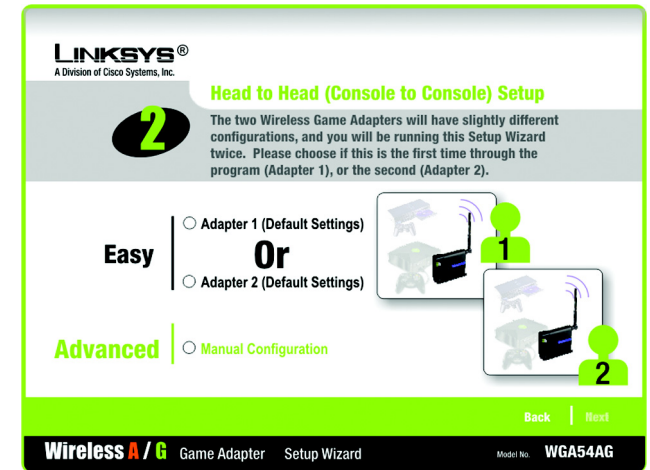 LINKSYS®
A Division of Cisco Systems, Inc.
Head to Head (Console to Console) Setup
2
The two Wireless Game Adapters will have slightly different
configurations, and you will be running this Setup Wizard
twice. Please choose if this is the first time through the
program (Adapter 1), or the second (Adapter 2).
Easy
Adapter 1 (Default Settings)
Or
Adapter 2 (Default Settings)
1
2
Advanced
Manual Configuration
Back
Next
Wireless A / G Game Adapter Setup Wizard
Model No. WGA54AG